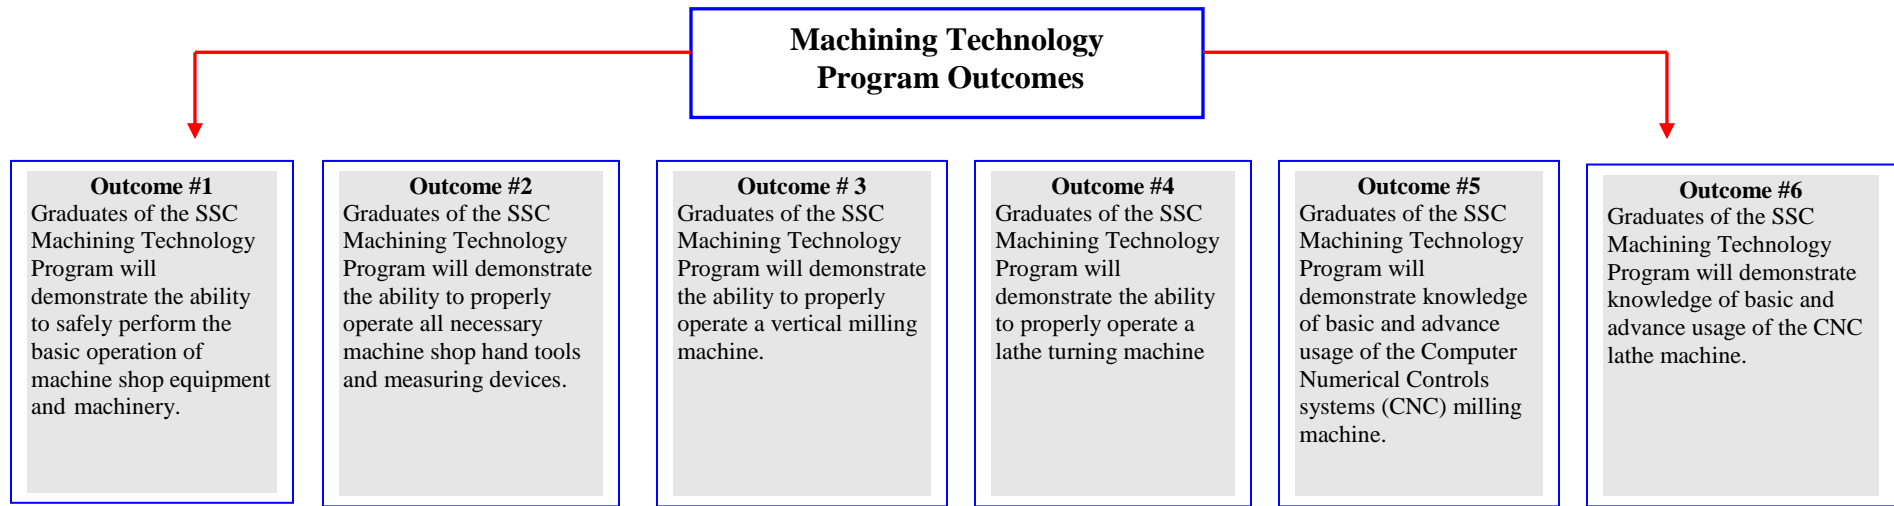 Machining Technology
Program Outcomes
Outcome #1
Graduates of the SSC
Machining Technology
Program will
demonstrate the ability
to safely perform the
basic operation of
machine shop equipment
and machinery.
Outcome #2
Graduates of the SSC
Machining Technology
Program will demonstrate
the ability to properly
operate all necessary
machine shop hand tools
and measuring devices.
Outcome # 3
Graduates of the SSC
Machining Technology
Program will demonstrate
the ability to properly
operate a vertical milling
machine.
Outcome #4
Graduates of the SSC
Machining Technology
Program will
demonstrate the ability
to properly operate a
lathe turning machine
Outcome #5
Graduates of the SSC
Machining Technology
Program will
demonstrate knowledge
of basic and advance
usage of the Computer
Numerical Controls
systems (CNC) milling
machine.
Outcome #6
Graduates of the SSC
Machining Technology
Program will demonstrate
knowledge of basic and
advance usage of the CNC
lathe machine.